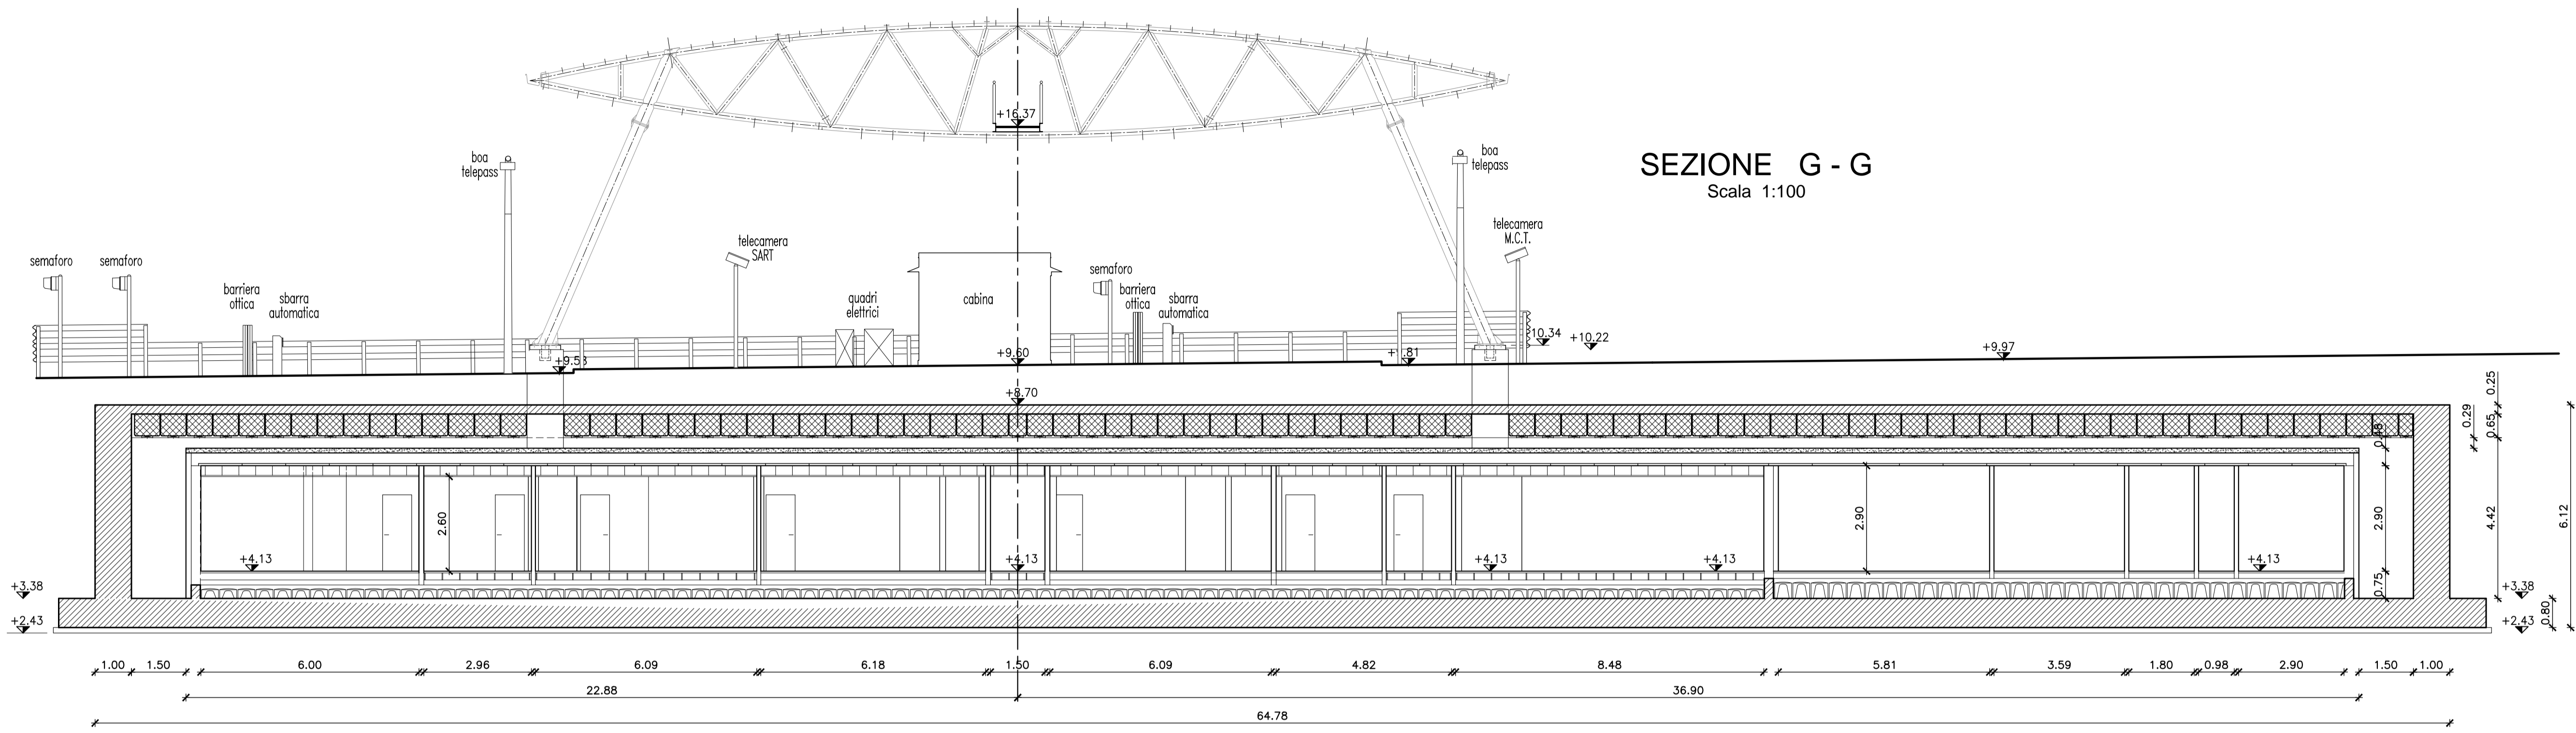 +16.37
boa
telepass
boa
telepass
SEZIONE G - G
Scala 1:100
telecamera
SART
telecamera
M.C.T.
semaforo
semaforo
barriera
ottica
sbarra
automatica
quadri
elettrici
cabina
semaforo
barriera
ottica
sbarra
automatica
10.34
+10.22
+9.53
+9.60
+9.97
+8.70
0.25
0.29
0.65
0.48
2.60
2.90
2.90
4.42
6.12
+4.13
+4.13
+4.13
+4.13
+4.13
+3.38
0.75
+3.38
0.80
+2.43
+2.43
1.00 1.50 6.00 2.96 6.09 6.18 1.50 6.09 4.82 8.48 5.81 3.59 1.80 0.98 2.90 1.50 1.00
22.88 36.90
64.78